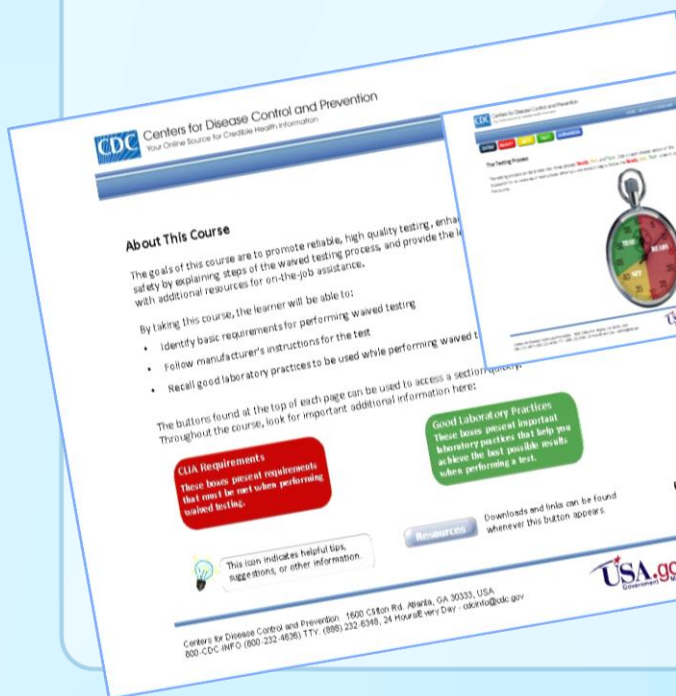 CDC Centers for Disease Control and Prevention
Your Online Source for Credible Health Information
About This Course
The goals of this course are to promote reliable, high quality testing,
safety by explaining steps of the waived testing process, and provide the
with additional resources for on-the-job assistance.
By taking this course, the learner will be able to:
• Identify basic requirements for performing waived testing
• Follow manufacturer's instructions for the test
• Recall good laboratory practices to be used while performing waived
The buttons found at the top of each page can be used to access a section quickly.
Throughout the course, look for important additional information here:
CLIA Requirements
These boxes present requirements
that must be met when performing
waived testing.
Good Laboratory Practices
These boxes present important
laboratory practices that help you
achieve the best possible results
when performing a test.
This icon indicates helpful tips,
suggestions, or other information.
Resources
Downloads and links can be found
whenever this button appears.
Centers for Disease Control and Prevention 1600 Clifton Rd. Atlanta, GA 30333, USA
800-CDC-INFO (800-232-4636) TTY: (888) 232-6348, 24 Hours/Every Day - cdcinfo@cdc.gov
CDC Centers for Disease Control and Prevention
The Testing Process
TEST
READY
SET